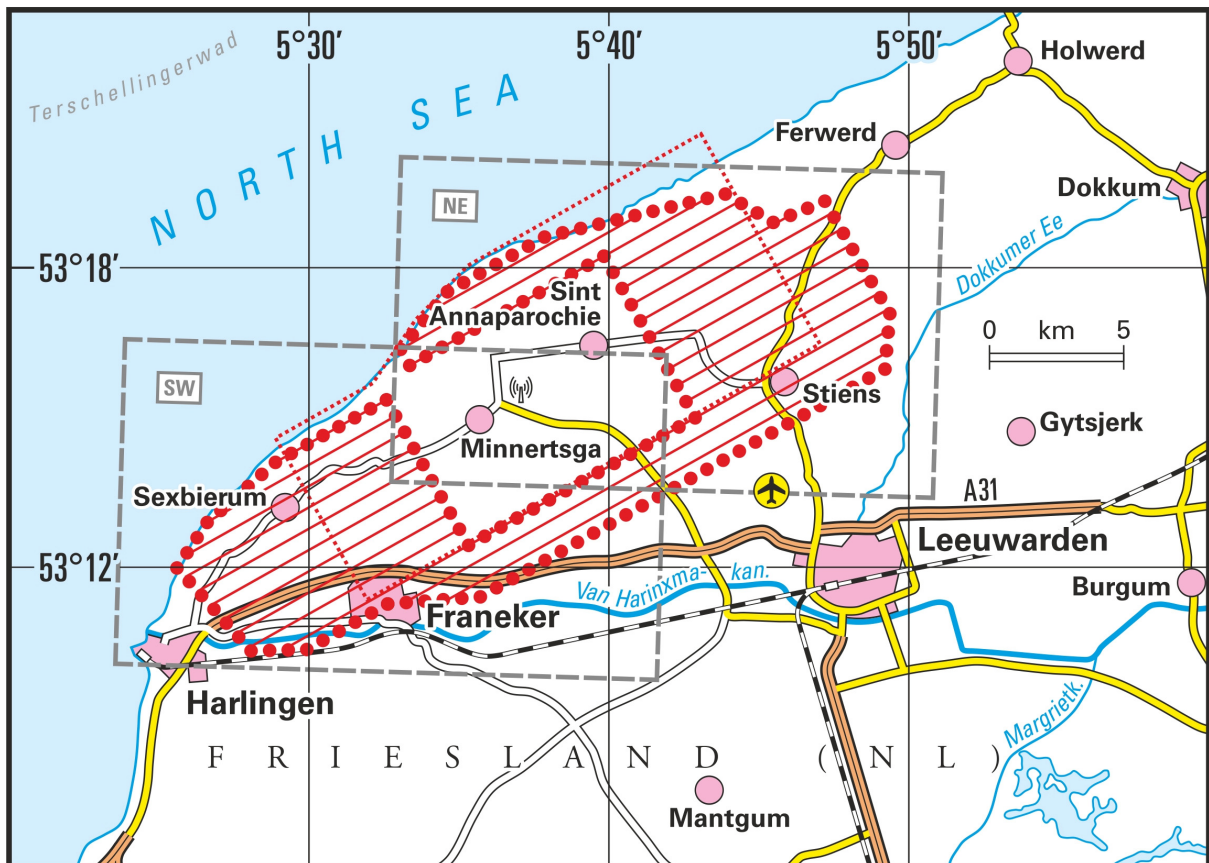 5°30′
5°40′
5°50′
Terschellingerwad
NORTH SEA
Holwerd
Ferwerd
Dokkum
NE
Dokkumer Ee
53°18′
Sint
Annaparochie
0 km 5
SW
Stiens
Gytsjerk
Minnertsga
Sexbierum
A31
Leeuwarden
53°12′
Van Harinxma- kan.
Burgum
Franeker
Harlingen
Margrietk.
FRIESLAND (NL)
Mantgum